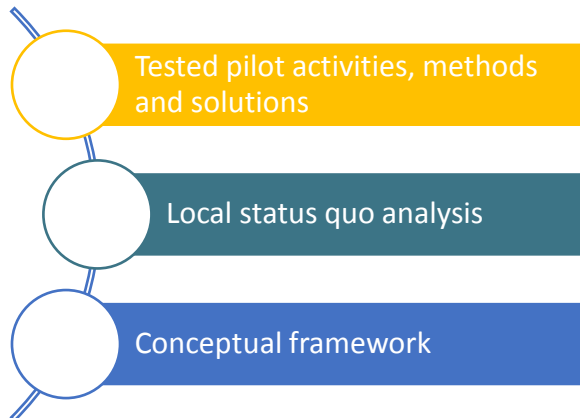 Tested pilot activities, methods
and solutions
Local status quo analysis
Conceptual framework